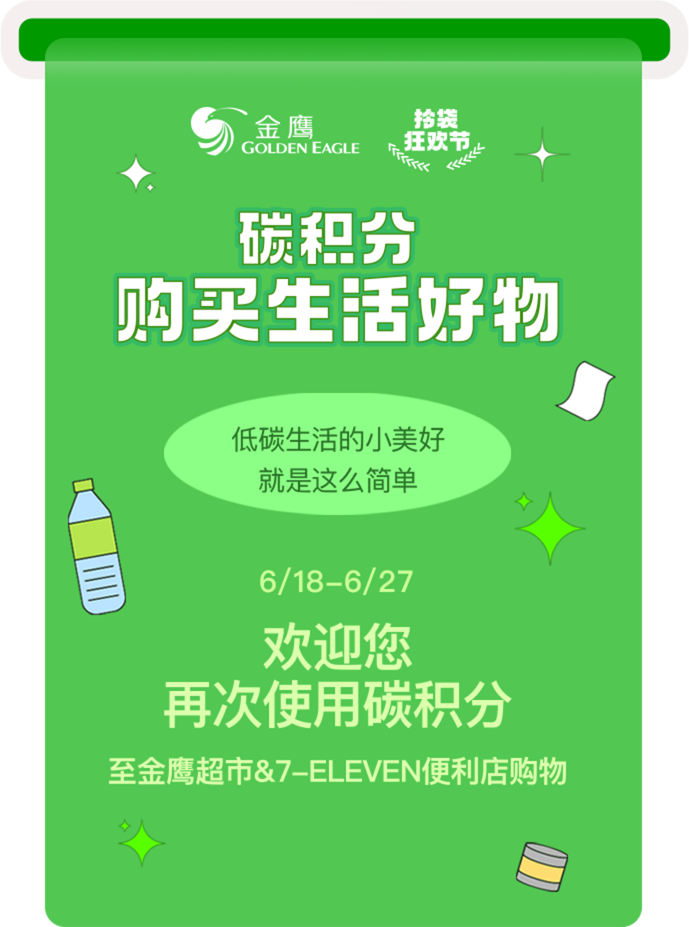 金鹰
GOLDEN EAGLE
拎袋
狂欢节
碳积分
购买生活好物
低碳生活的小美好
就是这么简单
6/18-6/27
欢迎您
再次使用碳积分
至金鹰超市&7-ELEVEN便利店购物